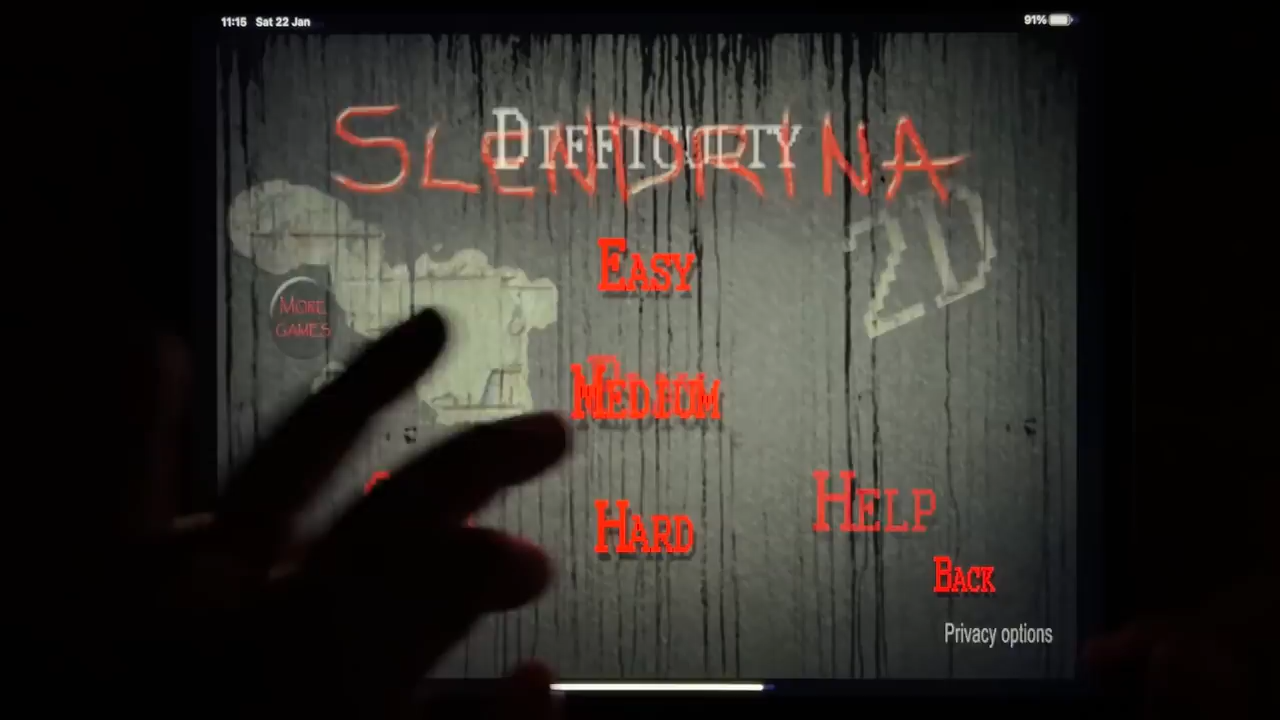 11:15 Sat 22 Jan
91%
SLENDRINA
DIFFICULTY
2D
EASY
MORE
GAMES
MEDIUM
HELP
HARD
BACK
Privacy options